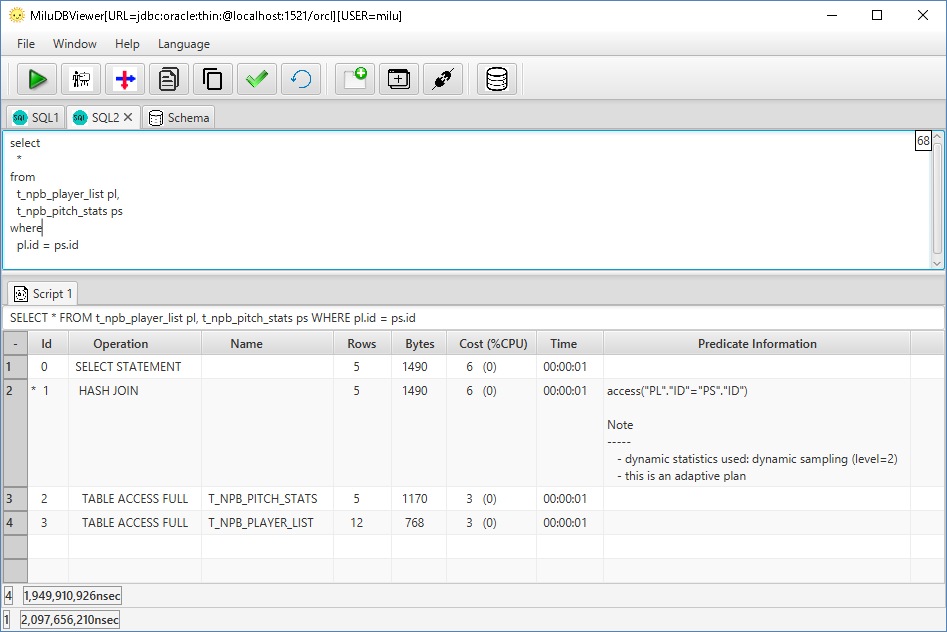 MiluDBViewer[URL=jdbc:oracle:thin:@localhost:1521/orcl][USER=milu]
File Window Help Language
SQL SQL1 SQL SQL2 Schema
select
*
from
t_npb_player_list pl,
t_npb_pitch_stats ps
where
pl.id = ps.id
68
Script 1
SELECT * FROM t_npb_player_list pl, t_npb_pitch_stats ps WHERE pl.id = ps.id
- Id Operation Name Rows Bytes Cost (%CPU) Time Predicate Information
1 0 SELECT STATEMENT 5 1490 6 (0) 00:00:01
2 * 1 HASH JOIN 5 1490 6 (0) 00:00:01 access("PL"."ID"="PS"."ID")
Note
-----
- dynamic statistics used: dynamic sampling (level=2)
- this is an adaptive plan
3 2 TABLE ACCESS FULL T_NPB_PITCH_STATS 5 1170 3 (0) 00:00:01
4 3 TABLE ACCESS FULL T_NPB_PLAYER_LIST 12 768 3 (0) 00:00:01
4 1,949,910,926nsec
1 2,097,656,210nsec